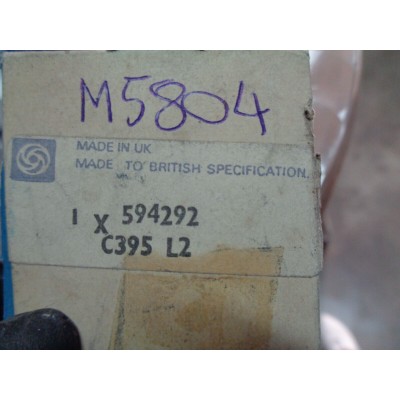 M5804
MADE IN UK
MADE TO BRITISH SPECIFICATION.
1 X 594292
C395 L2